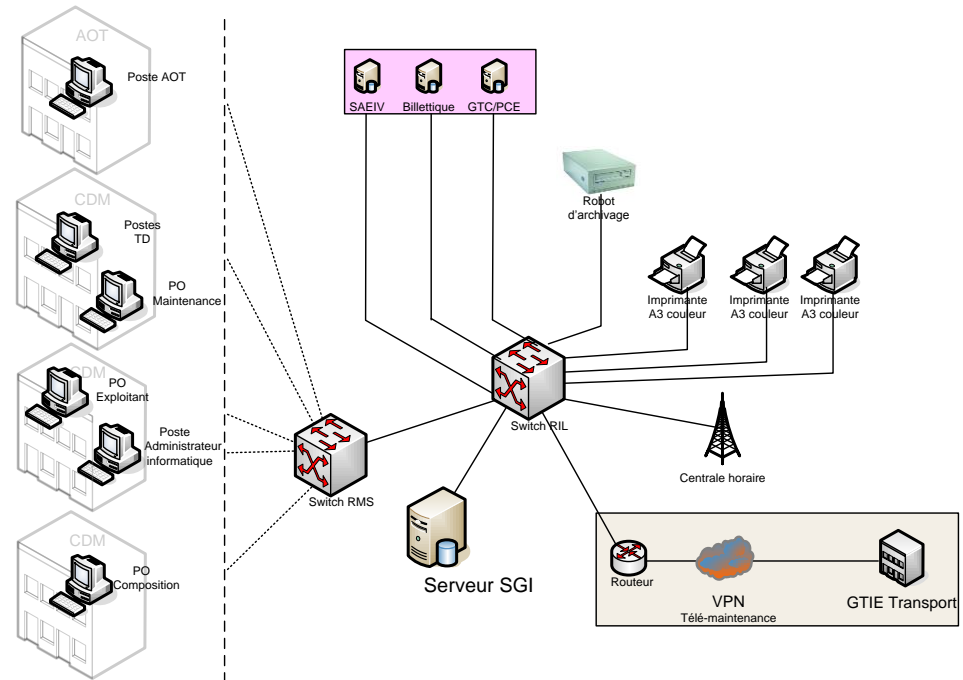 AOT
Poste AOT
CDM
Postes
TD
PO
Maintenance
CDM
PO
Exploitant
Poste
Administrateur
informatique
CDM
PO
Composition
SAEIV
Billettique
GTC/PCE
Robot
d'archivage
Imprimante
A3 couleur
Imprimante
A3 couleur
Imprimante
A3 couleur
Switch RIL
Switch RMS
Centrale horaire
Serveur SGI
Routeur
VPN
Télé-maintenance
GTIE Transport